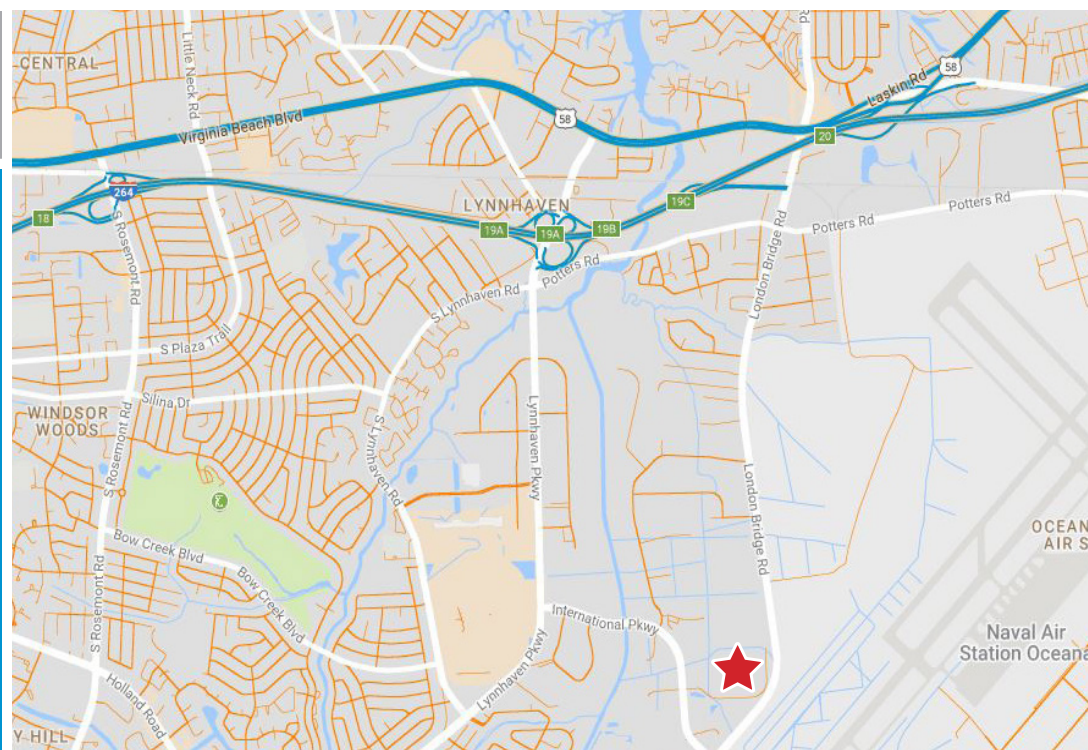 CENTRAL
Little Neck Rd
Rd
58
Laskin Rd
Virginia Beach Blvd
58
20
264
18
S Rosemont Rd
LYNNHAVEN
19A
19A
19B
19C
Potters Rd
Potters Rd
Potters Rd
London Bridge Rd
S Lynnhaven Rd
S Plaza Trail
Silina Dr
WINDSOR
WOODS
S Rosemont Rd
S Lynnhaven Rd
Lynnhaven Pkwy
London Bridge Rd
OCEAN
AIR S
Bow Creek Blvd
Bow Creek Blvd
S Rosemont Rd
International Pkwy
Naval Air
Station Oceana
Lynnhaven Pkwy
Holland Road
Y HILL